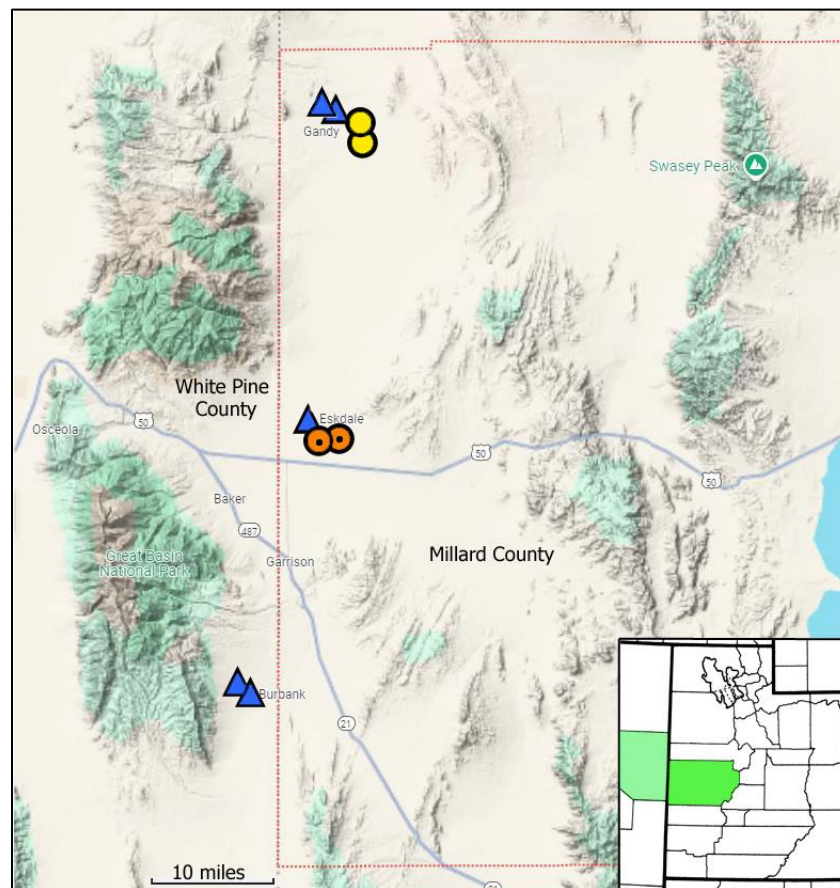 Gandy
Swasey Peak
White Pine
County
Eskdale
Osceola
50
50
50
Baker
487
Great Basin
National Park
Garrison
Millard County
Burbank
21
10 miles